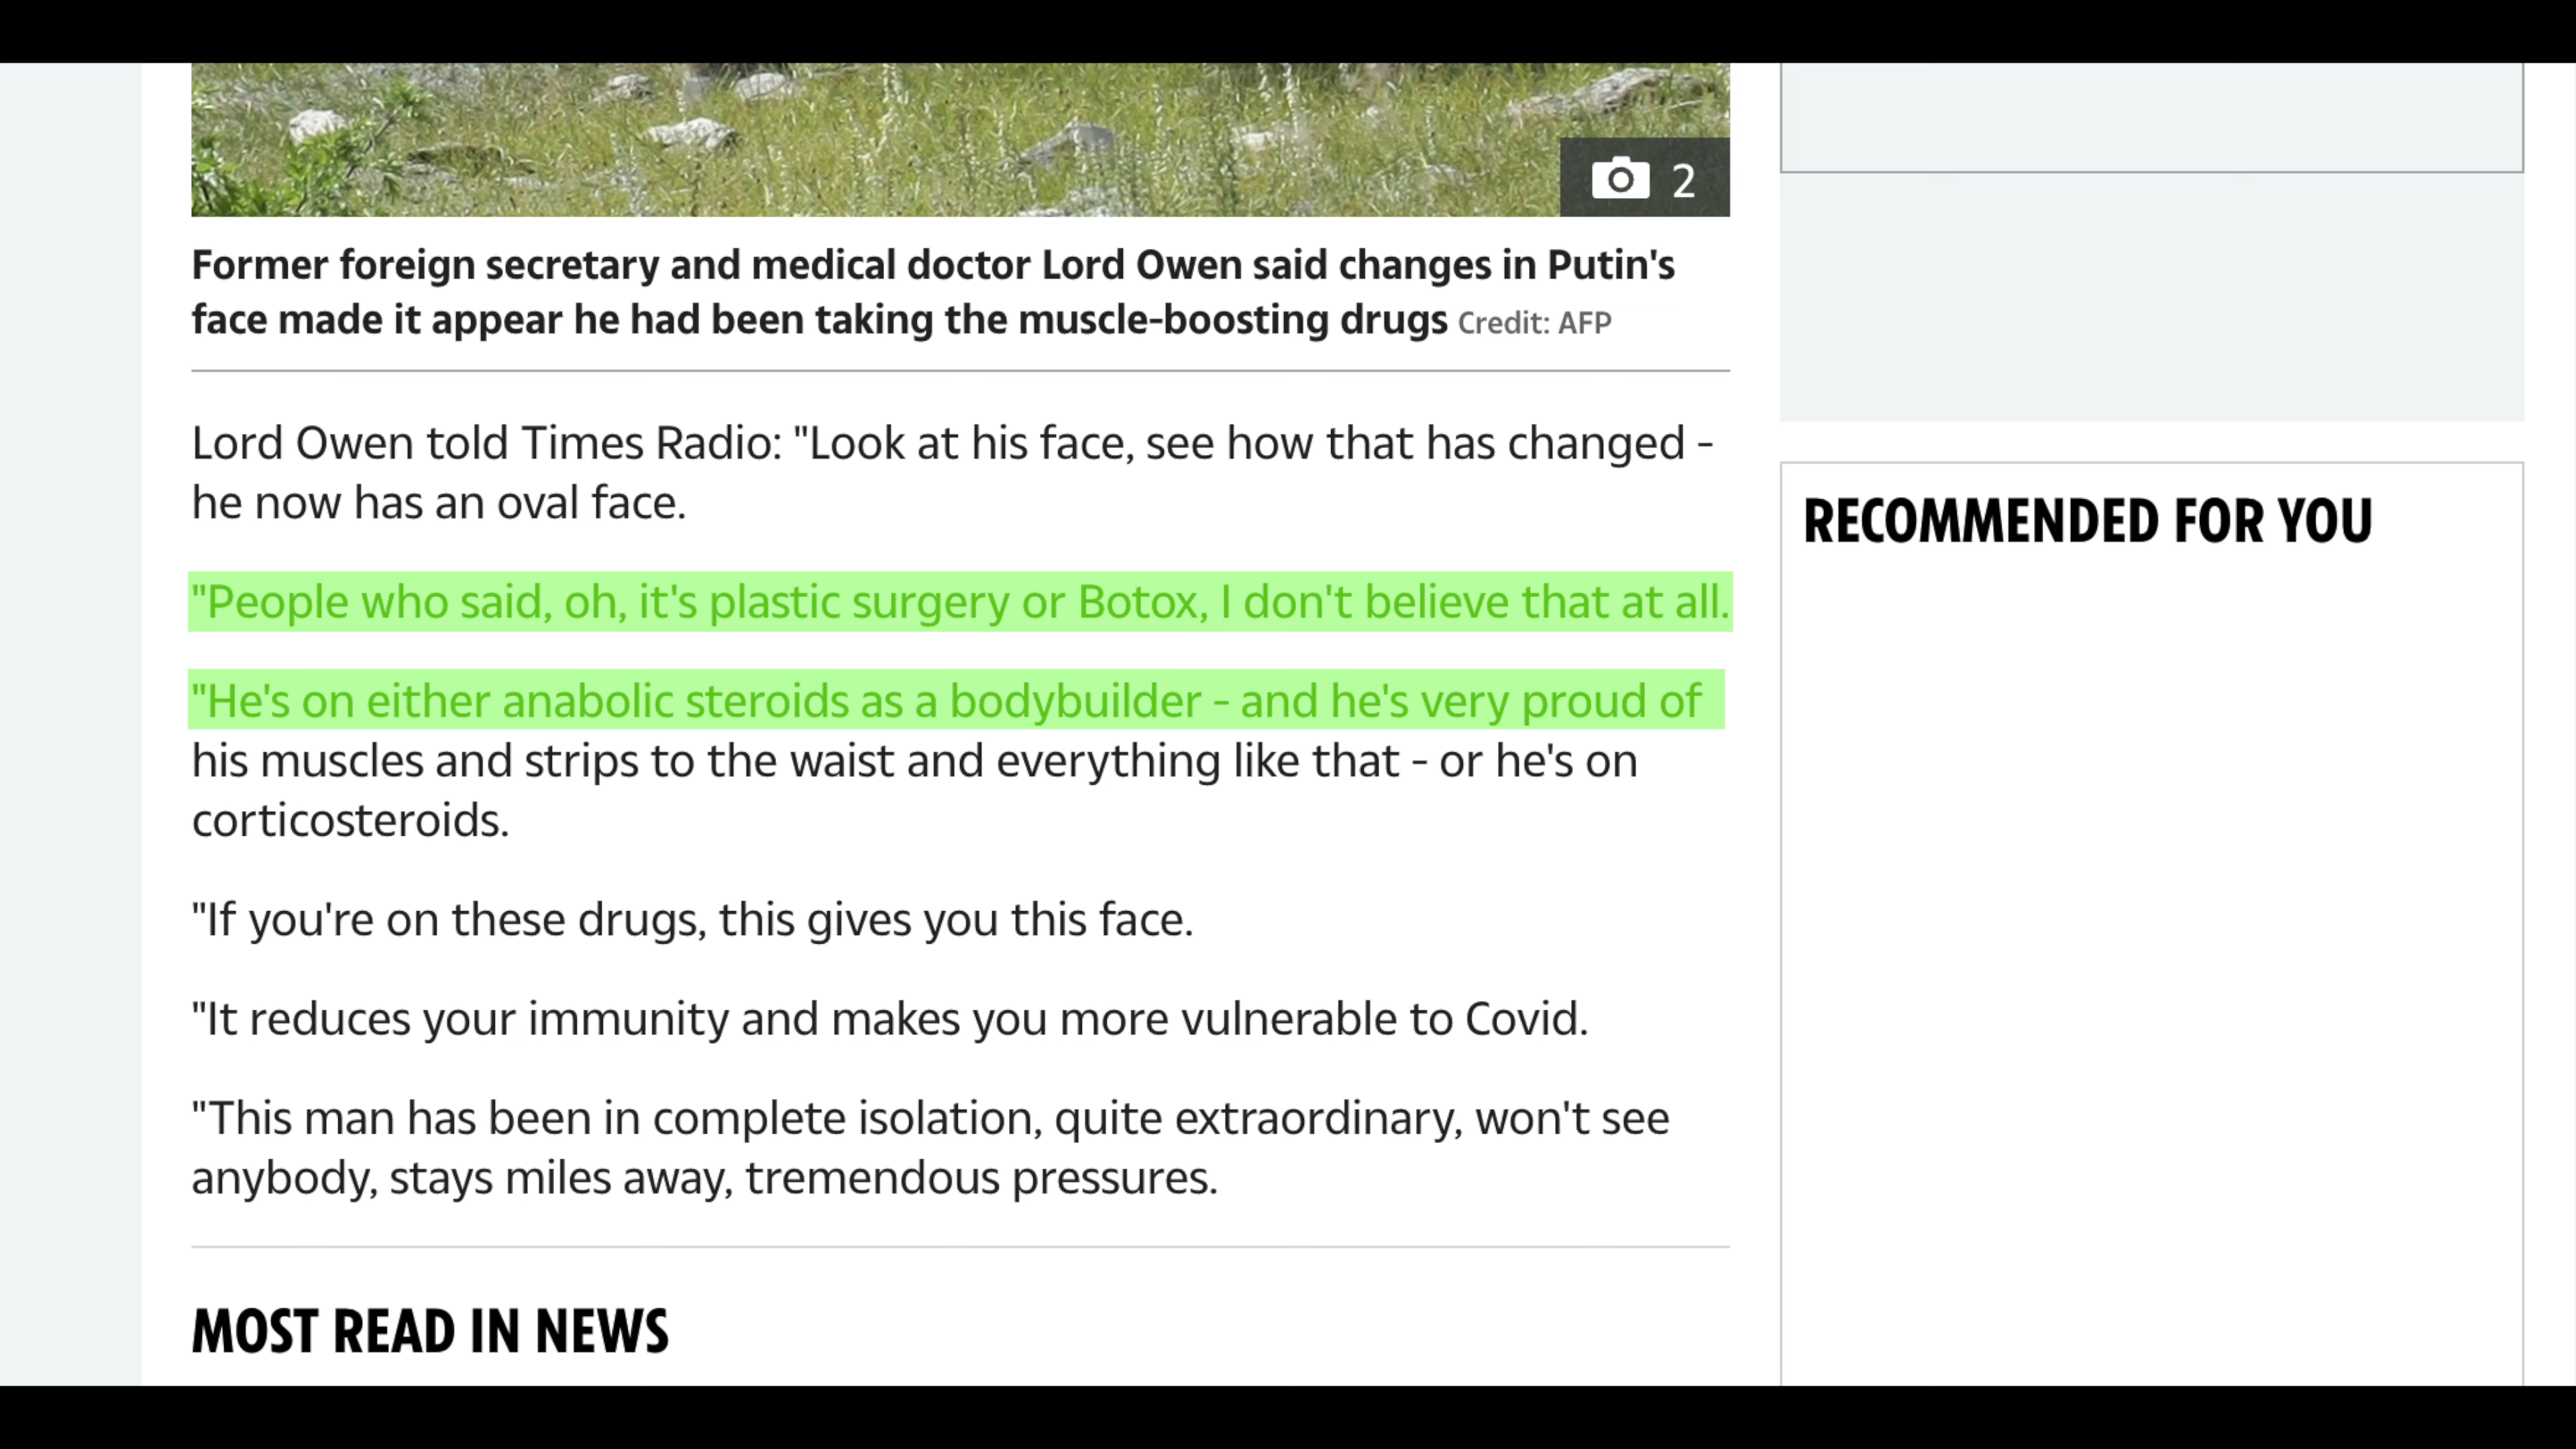 2
Former foreign secretary and medical doctor Lord Owen said changes in Putin's
face made it appear he had been taking the muscle-boosting drugs Credit: AFP
Lord Owen told Times Radio: "Look at his face, see how that has changed -
he now has an oval face.
"People who said, oh, it's plastic surgery or Botox, I don't believe that at all.
"He's on either anabolic steroids as a bodybuilder - and he's very proud of
his muscles and strips to the waist and everything like that - or he's on
corticosteroids.
"If you're on these drugs, this gives you this face.
"It reduces your immunity and makes you more vulnerable to Covid.
"This man has been in complete isolation, quite extraordinary, won't see
anybody, stays miles away, tremendous pressures.
MOST READ IN NEWS
RECOMMENDED FOR YOU